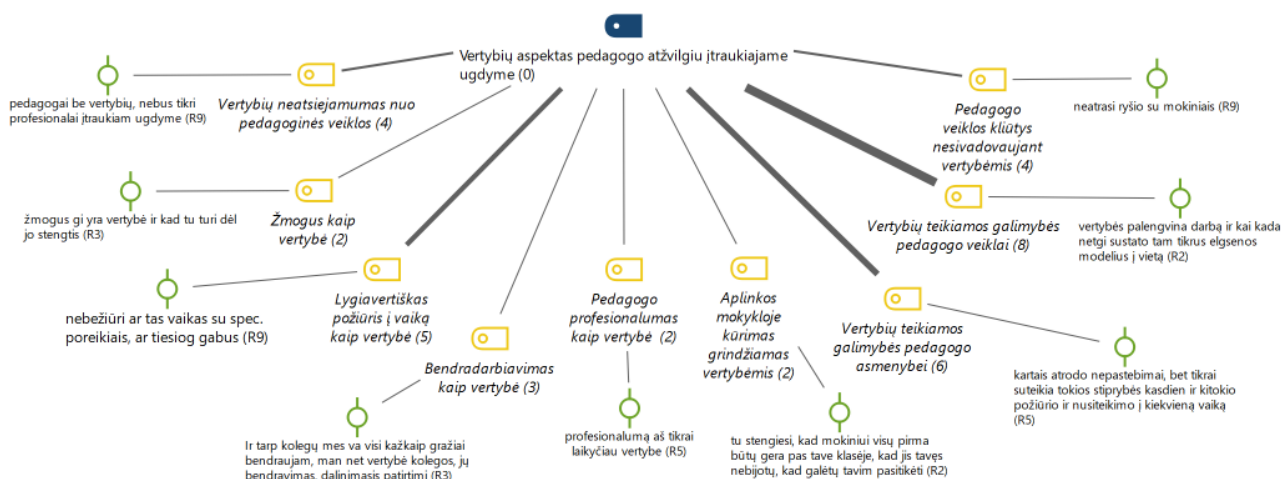 Vertybių aspektas pedagogo atžvilgiu įtraukiajame
ugdyme (0)
pedagogai be vertybių, nebus tikri
profesionalai įtraukiam ugdyme (R9)
Vertybių neatsiejamumas nuo
pedagoginės veiklos (4)
Pedagogo
veiklos kliūtys
nesivadovaujant
vertybėmis (4)
neatrasi ryšio su mokiniais (R9)
žmogus gi yra vertybė ir kad tu turi dėl
jo stengtis (R3)
Žmogus kaip
vertybė (2)
Vertybių teikiamos galimybės
pedagogo veiklai (8)
vertybės palengvina darbą ir kai kada
netgi sustato tam tikrus elgsenos
modelius į vietą (R2)
nebežiūri ar tas vaikas su spec.
poreikiais, ar tiesiog gabus (R9)
Lygiavertiškas
požiūris į vaiką
kaip vertybė (5)
Bendradarbiavimas
kaip vertybė (3)
Pedagogo
profesionalumas
kaip vertybė (2)
Aplinkos
mokykloje
kūrimas
grindžiamas
vertybėmis (2)
Vertybių teikiamos
galimybės pedagogo
asmenybei (6)
kartais atrodo nepastebimai, bet tikrai
suteikia tokios stiprybės kasdien ir kitokio
požiūrio ir nusiteikimo į kiekvieną vaiką
(R5)
Ir tarp kolegų mes va visi kažkaip gražiai
bendraujam, man net vertybė kolegos, jų
bendravimas, dalinimasis patirtimi (R3)
profesionalumą aš tikrai
laikyčiau vertybe (R5)
tu stengiesi, kad mokiniui visų pirma
būtų gera pas tave klasėje, kad jis tavęs
nebijotų, kad galėtų tavim pasitikėti (R2)